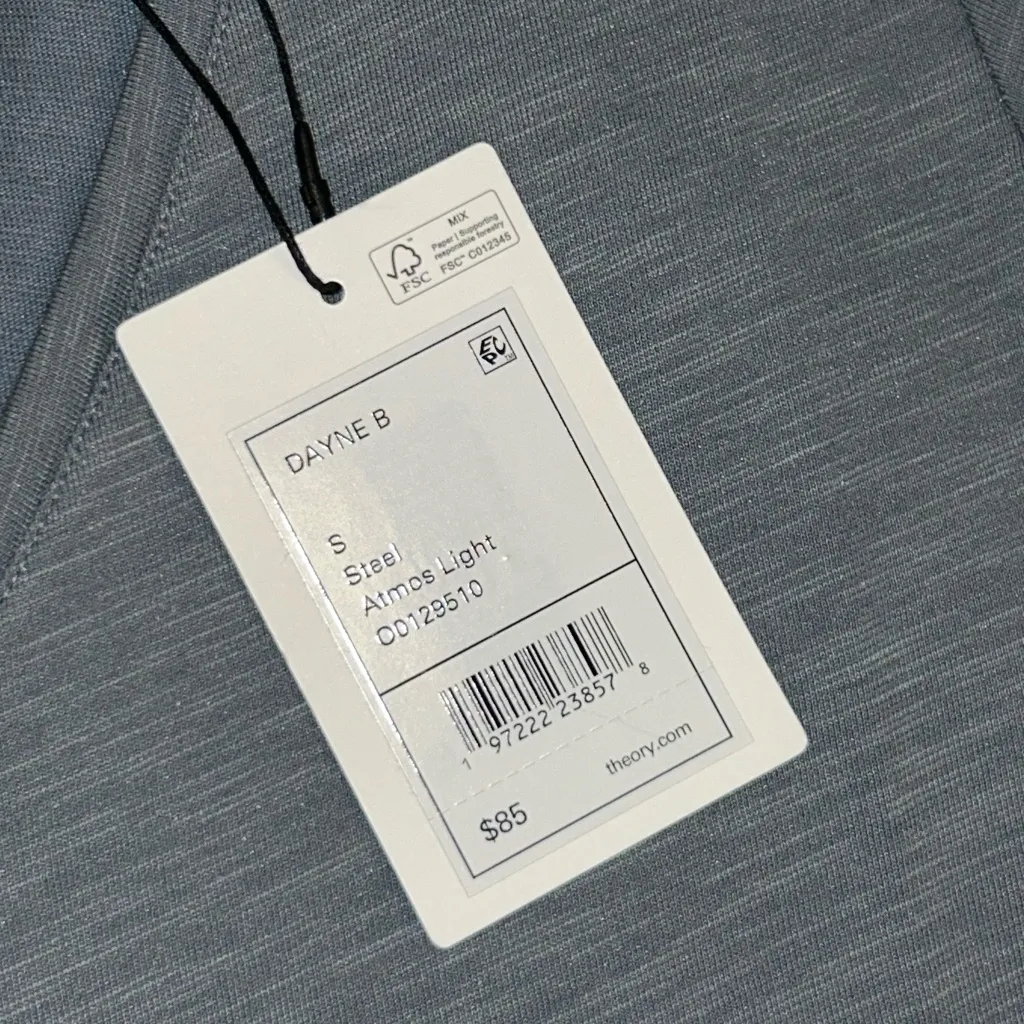 MIX
Paper | Supporting
responsible forestry
FSC™ C012345
FSC
EPC™
DAYNE B
S
Steel
Atmos Light
O0129510
1 97222 23857 8
theory.com
$85